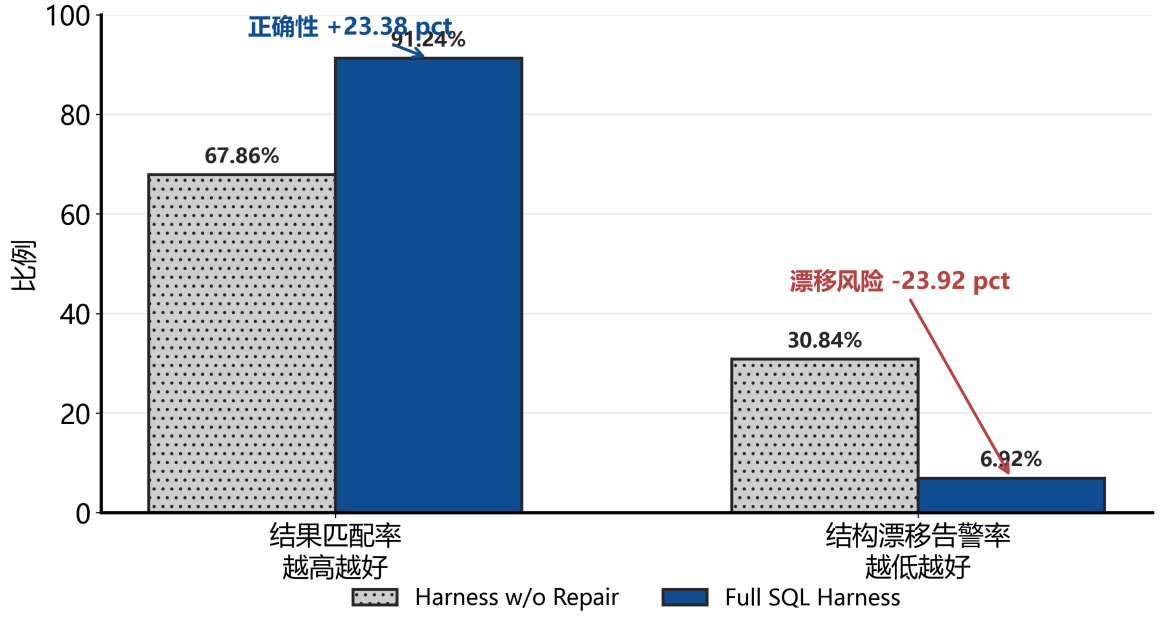 正确性 +23.38 pct
91.24%
67.86%
漂移风险 -23.92 pct
30.84%
6.92%
比例
100
80
60
40
20
0
结果匹配率
越高越好
结构漂移告警率
越低越好
Harness w/o Repair
Full SQL Harness